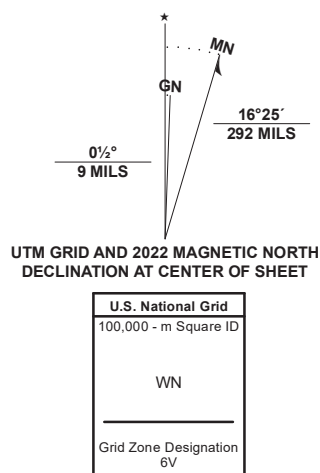 ★
MN
GN
16°25´
292 MILS
0½°
9 MILS
UTM GRID AND 2022 MAGNETIC NORTH
DECLINATION AT CENTER OF SHEET
U.S. National Grid
100,000 - m Square ID
WN
Grid Zone Designation
6V